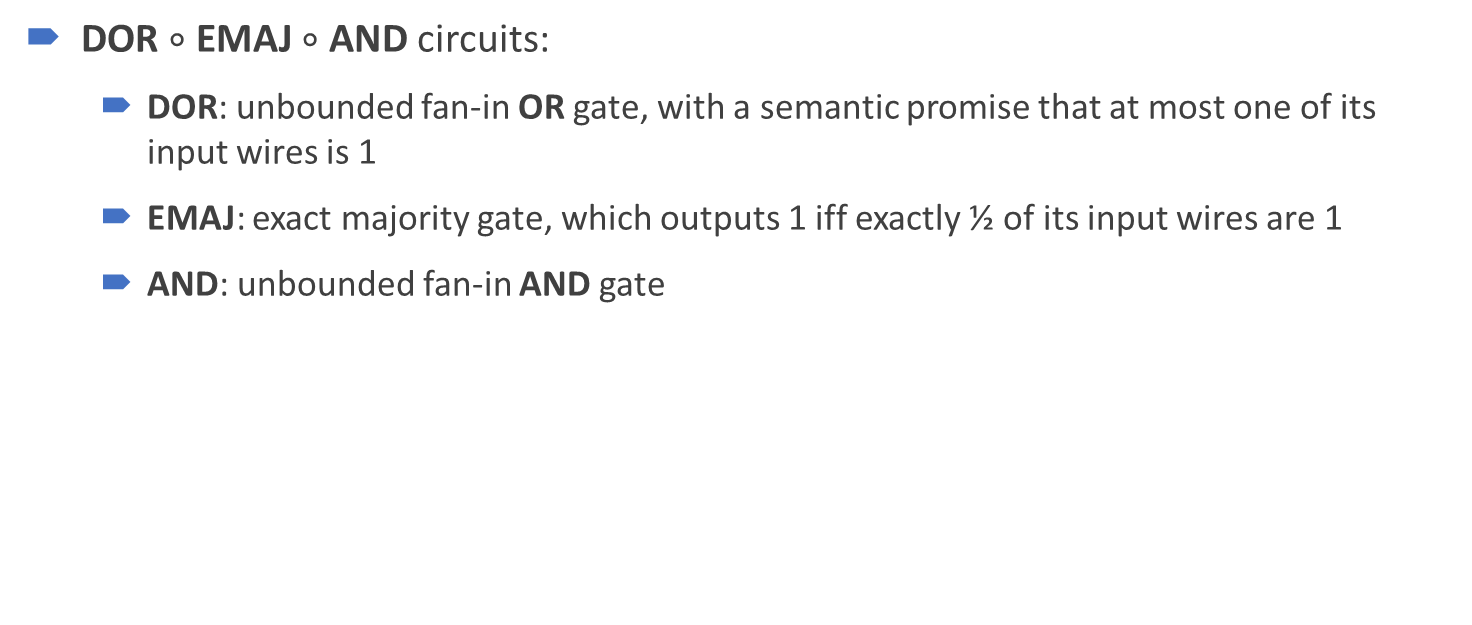 DOR ∘ EMAJ ∘ AND circuits:
DOR: unbounded fan-in OR gate, with a semantic promise that at most one of its
input wires is 1
EMAJ: exact majority gate, which outputs 1 iff exactly ½ of its input wires are 1
AND: unbounded fan-in AND gate